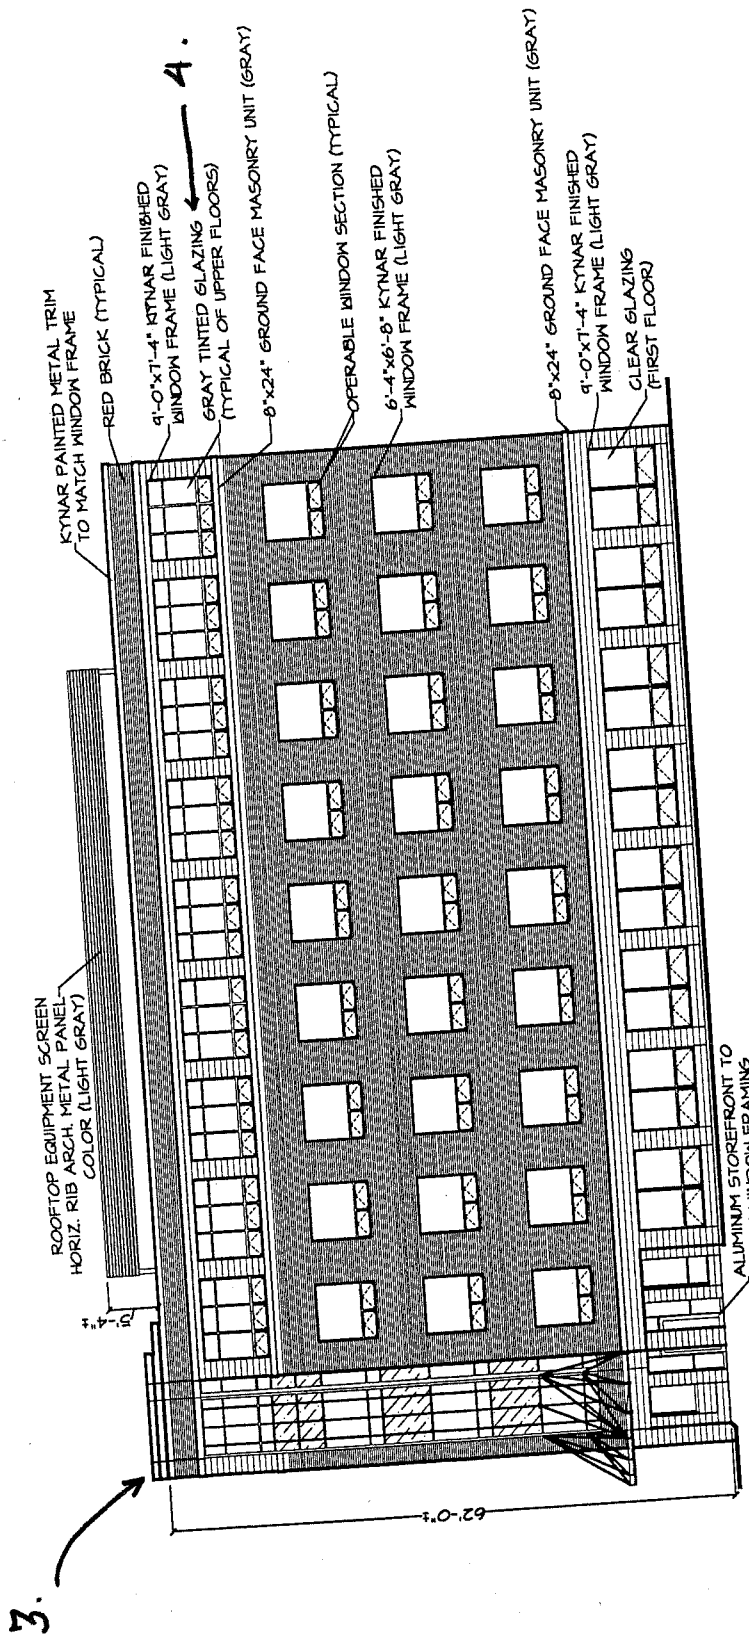 3.
62'-0"±
5'-4"±
ROOFTOP EQUIPMENT SCREEN
HORIZ. RIB ARCH. METAL PANEL-
COLOR (LIGHT GRAY)
KYNAR PAINTED METAL TRIM
TO MATCH WINDOW FRAME
RED BRICK (TYPICAL)
9'-0"x7'-4" KYNAR FINISHED
WINDOW FRAME (LIGHT GRAY)
GRAY TINTED GLAZING
(TYPICAL OF UPPER FLOORS)
4.
8"x24" GROUND FACE MASONRY UNIT (GRAY)
OPERABLE WINDOW SECTION (TYPICAL)
6'-4"x6'-8" KYNAR FINISHED
WINDOW FRAME (LIGHT GRAY)
8"x24" GROUND FACE MASONRY UNIT (GRAY)
9'-0"x7'-4" KYNAR FINISHED
WINDOW FRAME (LIGHT GRAY)
CLEAR GLAZING
(FIRST FLOOR)
ALUMINUM STOREFRONT TO
WINDOW FRAMING